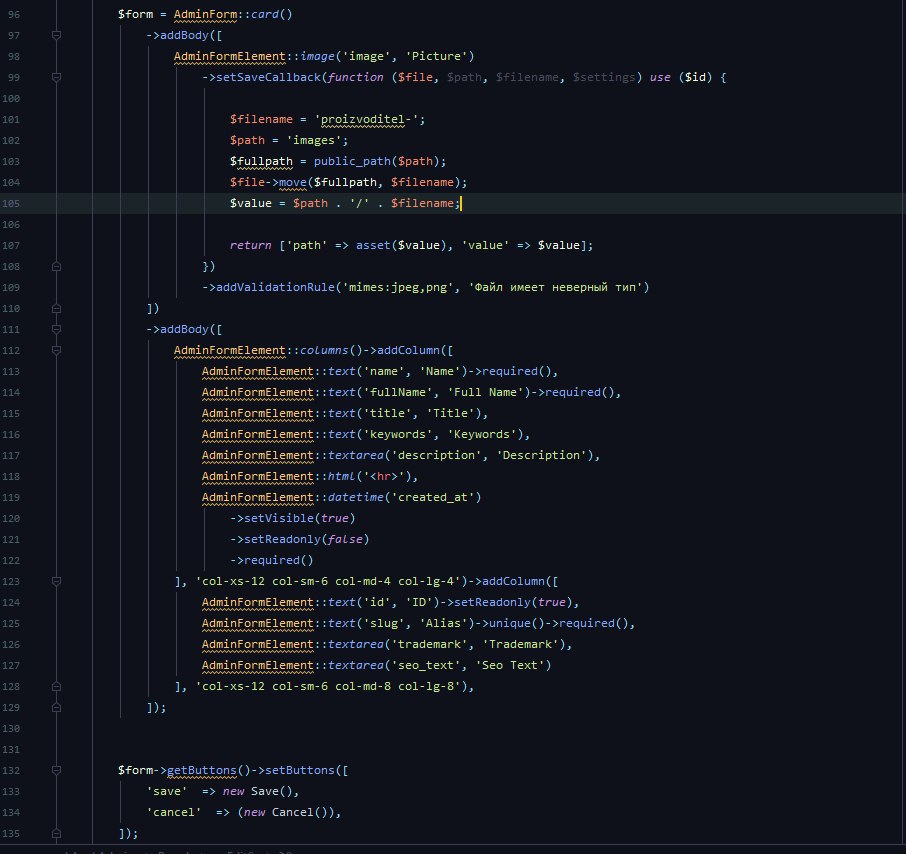 96 $form = AdminForm::card()
97 ->addBody([
98 AdminFormElement::image('image', 'Picture')
99 ->setSaveCallback(function ($file, $path, $filename, $settings) use ($id) {
100
101 $filename = 'proizvoditel-';
102 $path = 'images';
103 $fullpath = public_path($path);
104 $file->move($fullpath, $filename);
105 $value = $path . '/' . $filename;
106
107 return ['path' => asset($value), 'value' => $value];
108 })
109 ->addValidationRule('mimes:jpeg,png', 'Файл имеет неверный тип')
110 ])
111 ->addBody([
112 AdminFormElement::columns()->addColumn([
113 AdminFormElement::text('name', 'Name')->required(),
114 AdminFormElement::text('fullName', 'Full Name')->required(),
115 AdminFormElement::text('title', 'Title'),
116 AdminFormElement::text('keywords', 'Keywords'),
117 AdminFormElement::textarea('description', 'Description'),
118 AdminFormElement::html('<hr>'),
119 AdminFormElement::datetime('created_at')
120 ->setVisible(true)
121 ->setReadonly(false)
122 ->required()
123 ], 'col-xs-12 col-sm-6 col-md-4 col-lg-4')->addColumn([
124 AdminFormElement::text('id', 'ID')->setReadonly(true),
125 AdminFormElement::text('slug', 'Alias')->unique()->required(),
126 AdminFormElement::textarea('trademark', 'Trademark'),
127 AdminFormElement::textarea('seo_text', 'Seo Text')
128 ], 'col-xs-12 col-sm-6 col-md-8 col-lg-8'),
129 ]);
130
131
132 $form->getButtons()->setButtons([
133 'save' => new Save(),
134 'cancel' => (new Cancel()),
135 ]);